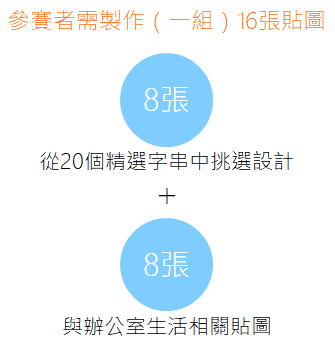 參賽者需製作（一組）16張貼圖
8張
從20個精選字串中挑選設計
+
8張
與辦公室生活相關貼圖